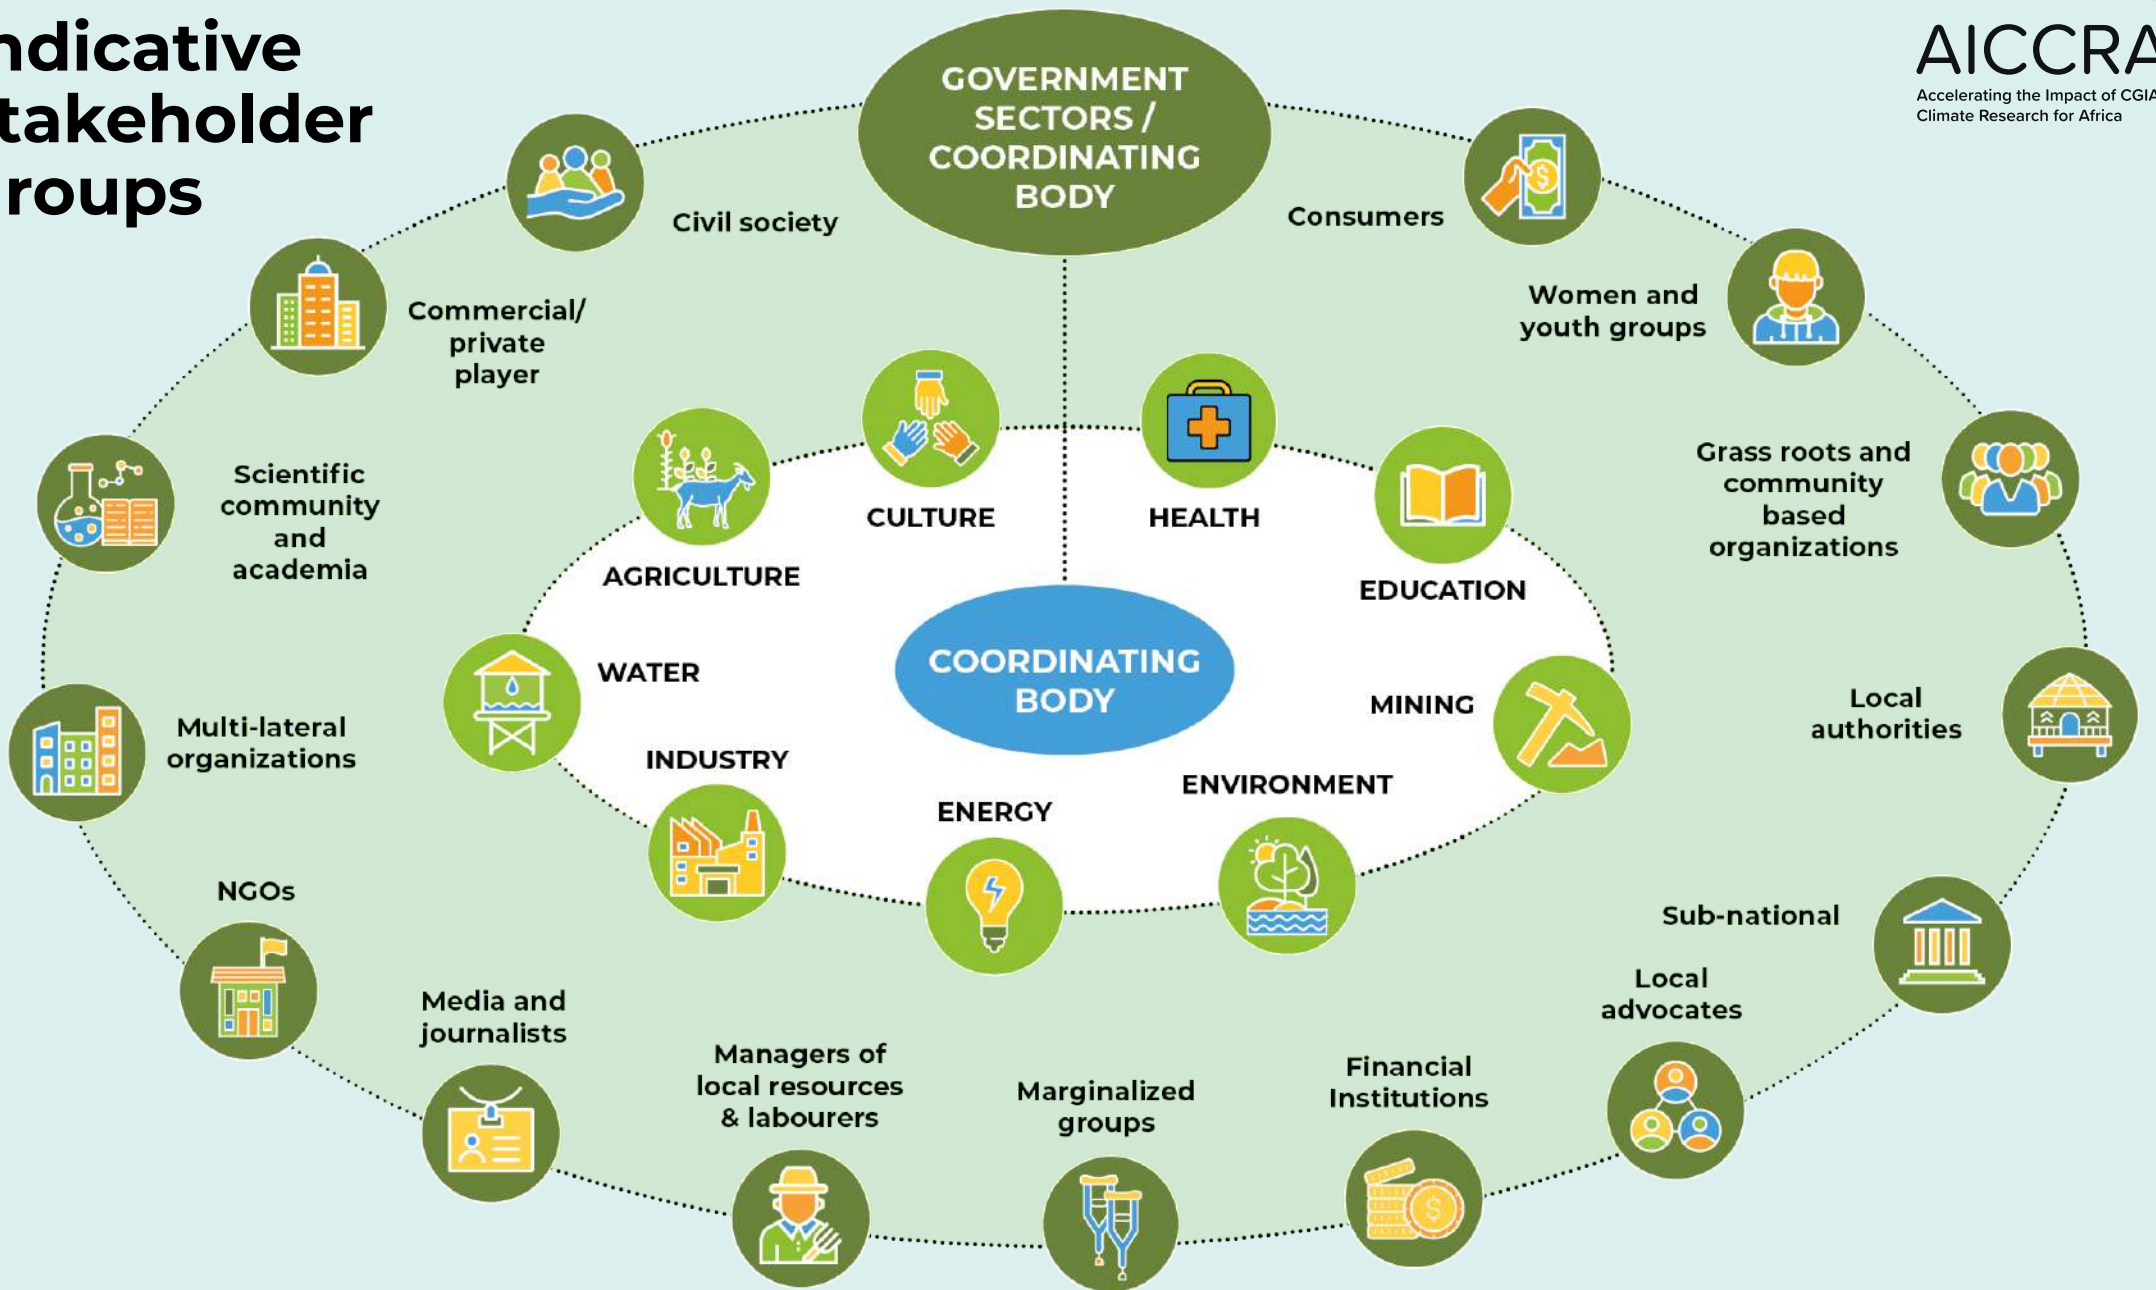 ndicative
takeholder
roups
AICCRA
Accelerating the Impact of CGIA
Climate Research for Africa
GOVERNMENT
SECTORS /
COORDINATING
BODY
Civil society
Consumers
Commercial/
private
player
Women and
youth groups
Scientific
community
and
academia
Grass roots and
community
based
organizations
CULTURE
HEALTH
AGRICULTURE
EDUCATION
WATER
COORDINATING
BODY
MINING
Local
authorities
Multi-lateral
organizations
INDUSTRY
ENERGY
ENVIRONMENT
NGOs
Sub-national
Media and
journalists
Local
advocates
Managers of
local resources
& labourers
Marginalized
groups
Financial
Institutions